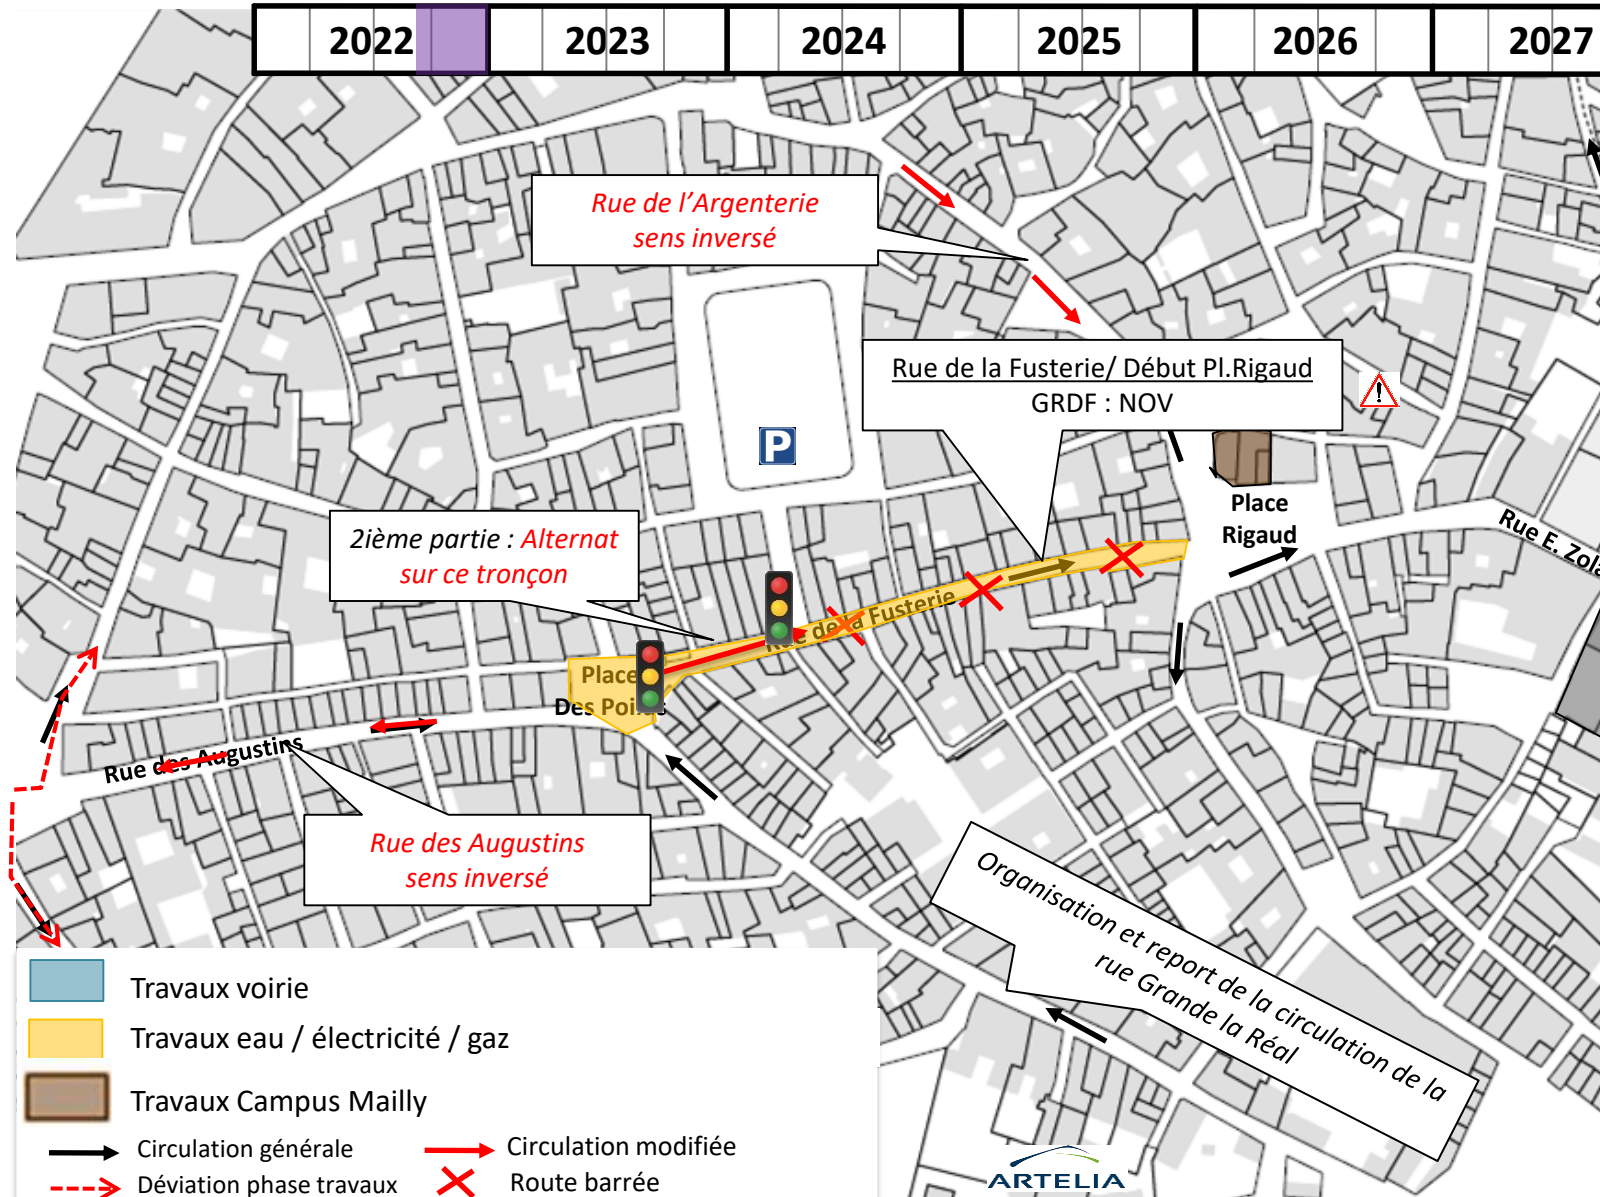 2022 2023 2024 2025 2026 2027
Rue de l'Argenterie
sens inversé
Rue de la Fusterie/ Début Pl.Rigaud
GRDF : NOV
P
Place
Rigaud
Rue E. Zola
2ième partie : Alternat
sur ce tronçon
Rue de la Fusterie
Place
Des Poilus
Rue des Augustins
Rue des Augustins
sens inversé
Organisation et report de la circulation de la
rue Grande la Réal
Travaux voirie
Travaux eau / électricité / gaz
Travaux Campus Mailly
Circulation générale
Circulation modifiée
Déviation phase travaux
Route barrée
ARTELIA